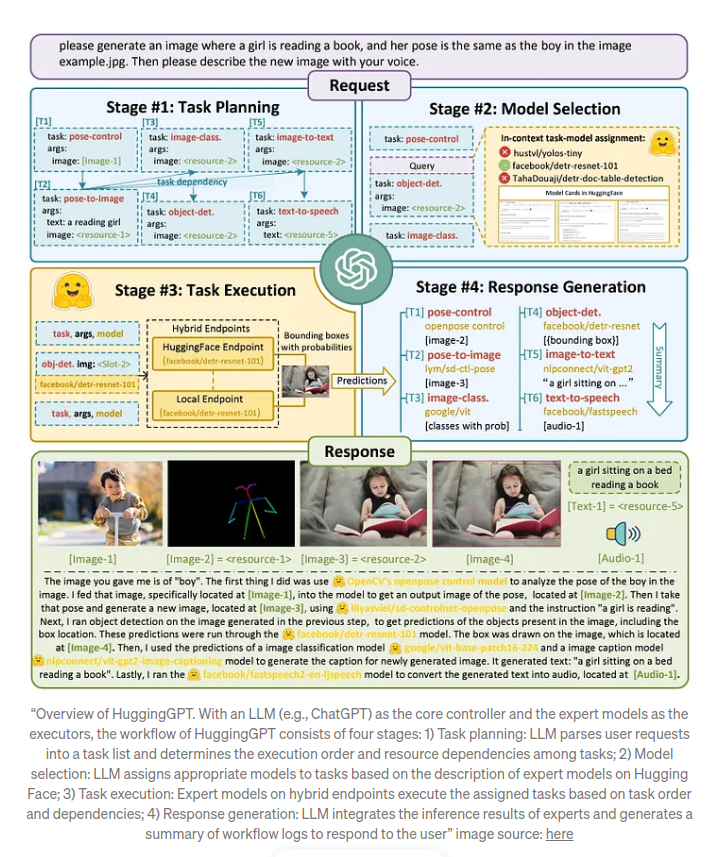 please generate an image where a girl is reading a book, and her pose is the same as the boy in the image
example.jpg. Then please describe the new image with your voice.
Request
Stage #1: Task Planning
[T1]
task: pose-control
args:
image: [Image-1]
[T3]
task: image-class.
args:
image: <resource-2>
[T5]
task: image-to-text
args:
image: <resource-2>
task dependency
[T2]
task: pose-to-image
args:
text: a reading girl
image: <resource-1>
[T4]
task: object-det.
args:
image: <resource-2>
[T6]
task: text-to-speech
args:
text: <resource-5>
Stage #2: Model Selection
task: pose-control
Query
task: object-det.
args:
image: <resource-2>
task: image-class.
In-context task-model assignment:
hustvl/yolos-tiny
facebook/detr-resnet-101
TahaDouaji/detr-doc-table-detection
Model Cards in HuggingFace
Stage #3: Task Execution
task, args, model
obj-det. img: <Slot-2>
facebook/detr-resnet-101
task, args, model
Hybrid Endpoints
HuggingFace Endpoint
(facebook/detr-resnet-101)
Local Endpoint
(facebook/detr-resnet-101)
Bounding boxes
with probabilities
Predictions
Stage #4: Response Generation
[T1] pose-control
openpose control
[image-2]
[T2] pose-to-image
lym/sd-ctl-pose
[image-3]
[T3] image-class.
google/vit
[classes with prob]
[T4] object-det.
facebook/detr-resnet
[{bounding box}]
[T5] image-to-text
nlpconnect/vit-gpt2
"a girl sitting on ..."
[T6] text-to-speech
facebook/fastspeech
[audio-1]
Summary
Response
a girl sitting on a bed
reading a book
[Text-1] = <resource-5>
[Image-1]
[Image-2] = <resource-1>
[Image-3] = <resource-2>
[Image-4]
[Audio-1]
The image you gave me is of "boy". The first thing I did was use OpenCV's openpose control model to analyze the pose of the boy in the
image. I fed that image, specifically located at [Image-1], into the model to get an output image of the pose, located at [Image-2]. Then I take
that pose and generate a new image, located at [Image-3], using illyasviel/sd-controlnet-openpose and the instruction "a girl is reading".
Next, I ran object detection on the image generated in the previous step, to get predictions of the objects present in the image, including the
box location. These predictions were run through the facebook/detr-resnet-101 model. The box was drawn on the image, which is located
at [Image-4]. Then, I used the predictions of a image classification model google/vit-base-patch16-224 and a image caption model
nlpconnect/vit-gpt2-image-captioning model to generate the caption for newly generated image. It generated text: "a girl sitting on a bed
reading a book". Lastly, I ran the facebook/fastspeech2-en-ljspeech model to convert the generated text into audio, located at [Audio-1].
“Overview of HuggingGPT. With an LLM (e.g., ChatGPT) as the core controller and the expert models as the
executors, the workflow of HuggingGPT consists of four stages: 1) Task planning: LLM parses user requests
into a task list and determines the execution order and resource dependencies among tasks; 2) Model
selection: LLM assigns appropriate models to tasks based on the description of expert models on Hugging
Face; 3) Task execution: Expert models on hybrid endpoints execute the assigned tasks based on task order
and dependencies; 4) Response generation: LLM integrates the inference results of experts and generates a
summary of workflow logs to respond to the user” image source: here